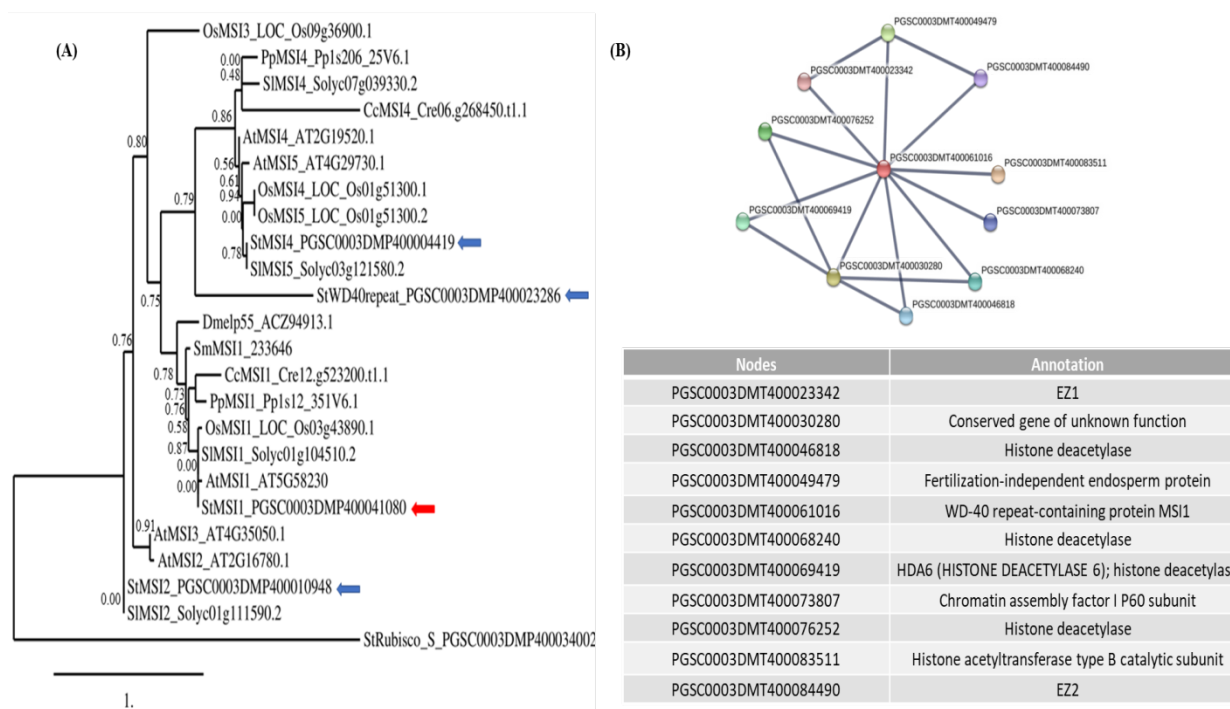 (A)
OsMSI3_LOC_Os09g36900.1
0.00
PpMSI4_Pp1s206_25V6.1
0.48
SlMSI4_Solyc07g039330.2
CcMSI4_Cre06.g268450.t1.1
0.86
0.80
AtMSI4_AT2G19520.1
0.56
AtMSI5_AT4G29730.1
0.61
OsMSI4_LOC_Os01g51300.1
0.94
0.79
0.00
OsMSI5_LOC_Os01g51300.2
StMSI4_PGSC0003DMP400004419
0.78
SlMSI5_Solyc03g121580.2
StWD40repeat_PGSC0003DMP400023286
0.75
Dmelp55_ACZ94913.1
0.76
SmMSI1_233646
0.78
CcMSI1_Cre12.g523200.t1.1
0.73
PpMSI1_Pp1s12_351V6.1
0.76
OsMSI1_LOC_Os03g43890.1
0.58
SlMSI1_Solyc01g104510.2
0.87
0.00
AtMSI1_AT5G58230
0.00
StMSI1_PGSC0003DMP400041080
0.91
AtMSI3_AT4G35050.1
AtMSI2_AT2G16780.1
StMSI2_PGSC0003DMP400010948
0.00
SlMSI2_Solyc01g111590.2
StRubisco_S_PGSC0003DMP400034002
1.
(B)
PGSC0003DMT400049479
PGSC0003DMT400023342
PGSC0003DMT400084490
PGSC0003DMT400076252
PGSC0003DMT400061016
PGSC0003DMT400083511
PGSC0003DMT400069419
PGSC0003DMT400073807
PGSC0003DMT400030280
PGSC0003DMT400068240
PGSC0003DMT400046818
Nodes Annotation
PGSC0003DMT400023342 EZ1
PGSC0003DMT400030280 Conserved gene of unknown function
PGSC0003DMT400046818 Histone deacetylase
PGSC0003DMT400049479 Fertilization-independent endosperm protein
PGSC0003DMT400061016 WD-40 repeat-containing protein MSI1
PGSC0003DMT400068240 Histone deacetylase
PGSC0003DMT400069419 HDA6 (HISTONE DEACETYLASE 6); histone deacetylas
PGSC0003DMT400073807 Chromatin assembly factor I P60 subunit
PGSC0003DMT400076252 Histone deacetylase
PGSC0003DMT400083511 Histone acetyltransferase type B catalytic subunit
PGSC0003DMT400084490 EZ2